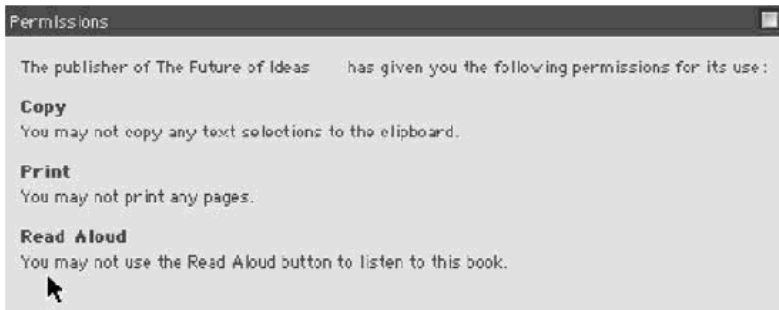 Permissions
The publisher of The Future of Ideas has given you the following permissions for its use:
Copy
You may not copy any text selections to the clipboard.
Print
You may not print any pages.
Read Aloud
You may not use the Read Aloud button to listen to this book.